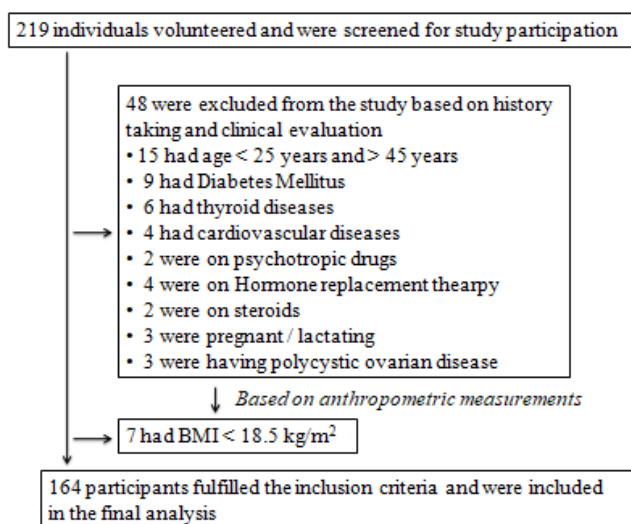 219 individuals volunteered and were screened for study participation
48 were excluded from the study based on history
taking and clinical evaluation
• 15 had age < 25 years and > 45 years
• 9 had Diabetes Mellitus
• 6 had thyroid diseases
• 4 had cardiovascular diseases
• 2 were on psychotropic drugs
• 4 were on Hormone replacement thearpy
• 2 were on steroids
• 3 were pregnant / lactating
• 3 were having polycystic ovarian disease
Based on anthropometric measurements
7 had BMI < 18.5 kg/m²
164 participants fulfilled the inclusion criteria and were included
in the final analysis